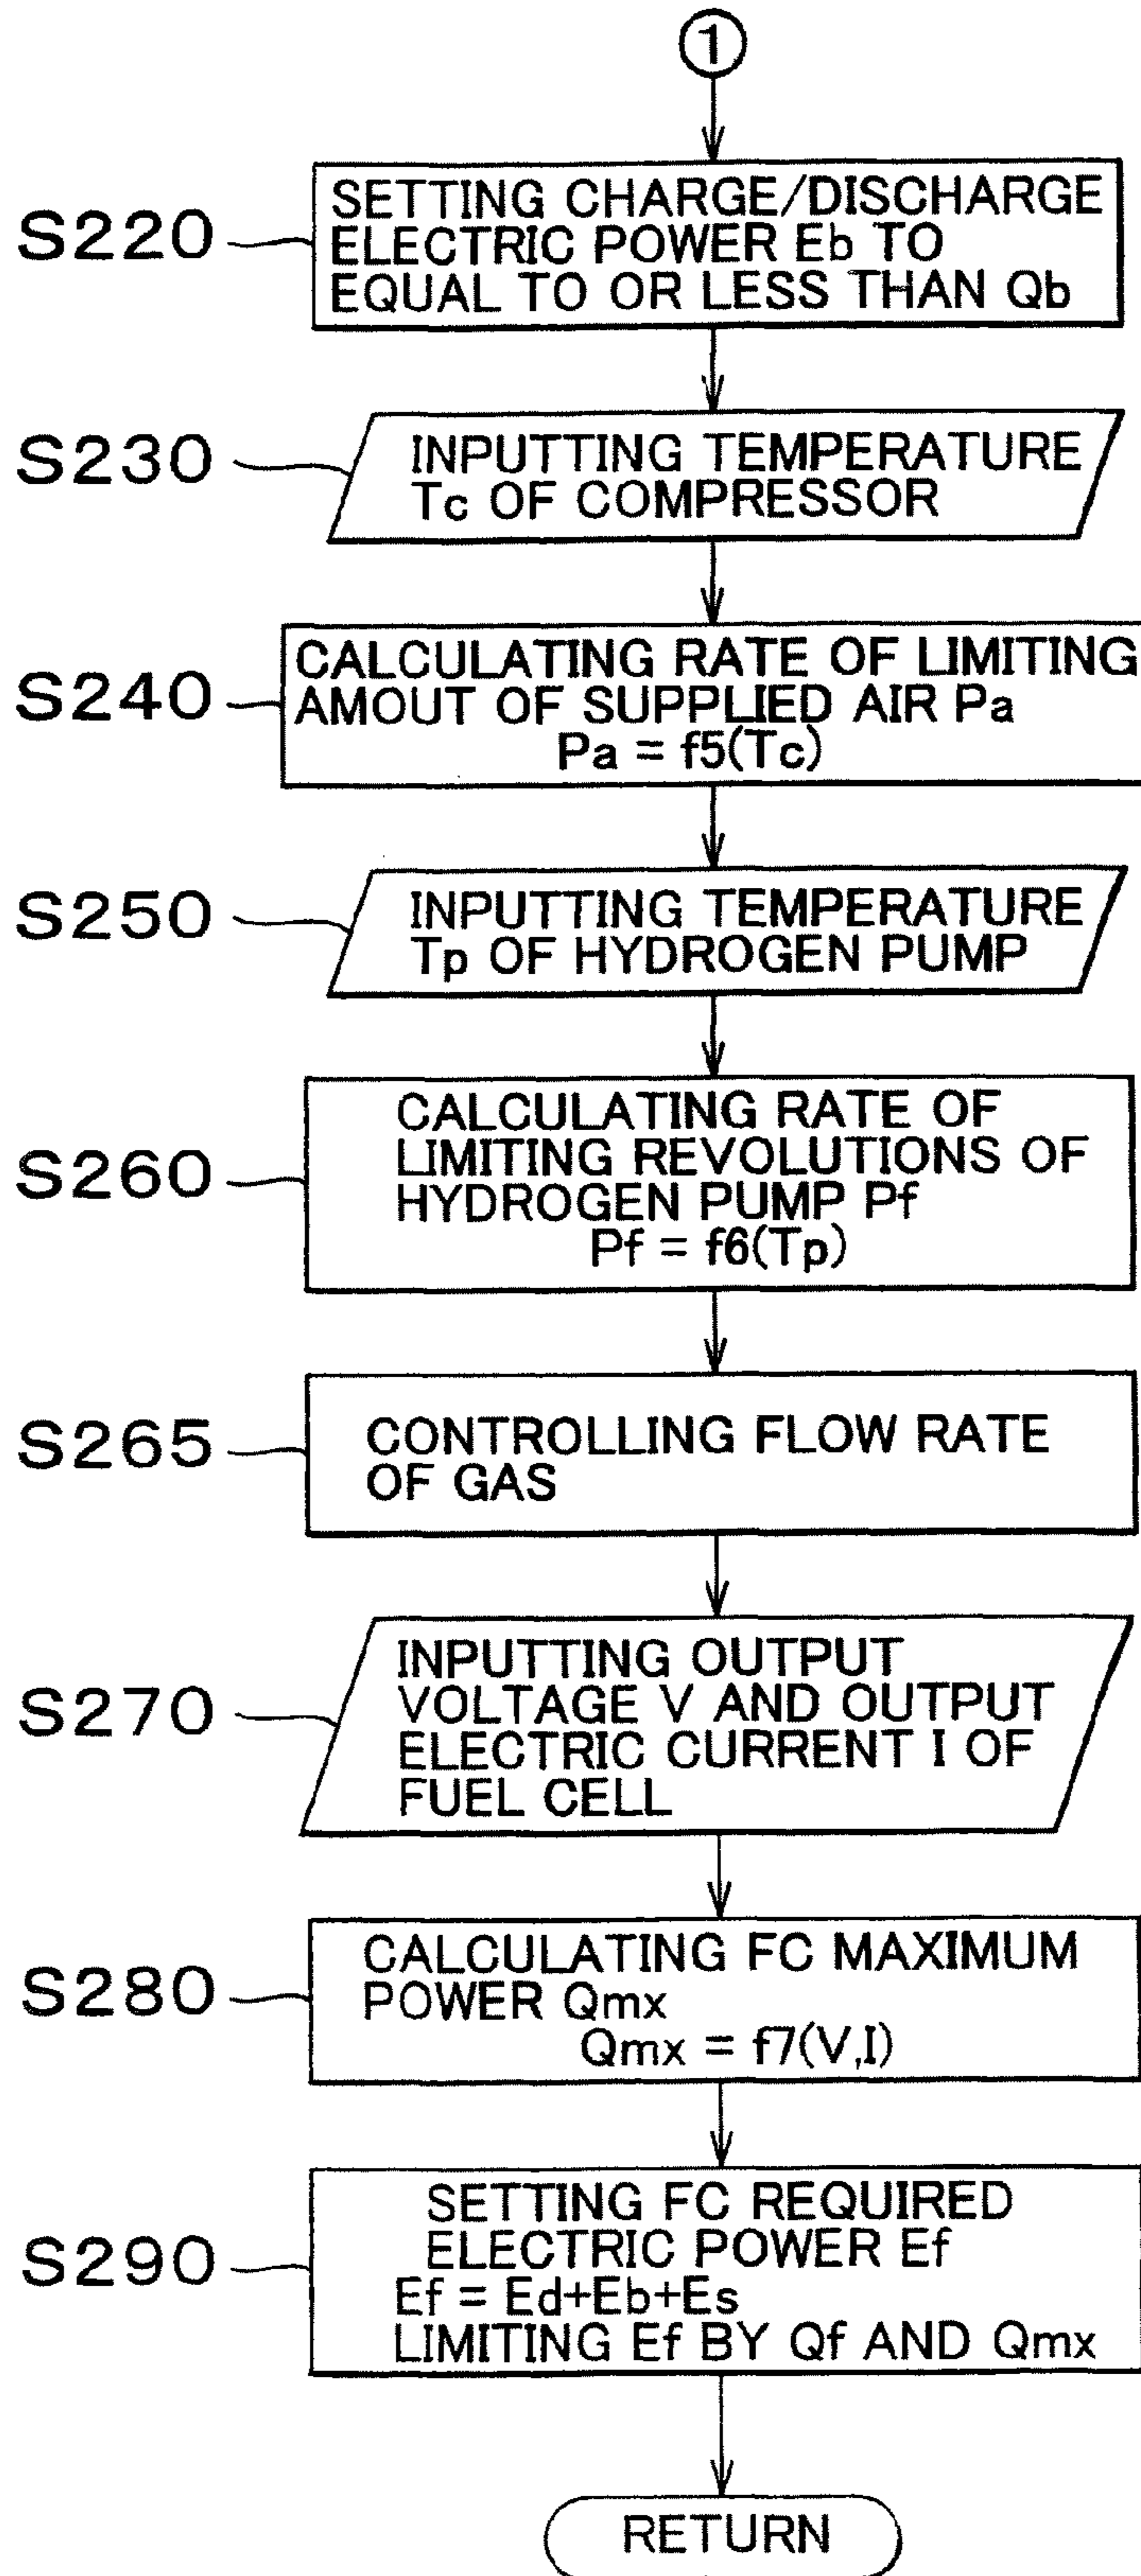 1
S220
SETTING CHARGE/DISCHARGE
ELECTRIC POWER Eb TO
EQUAL TO OR LESS THAN Qb
S230
INPUTTING TEMPERATURE
Tc OF COMPRESSOR
S240
CALCULATING RATE OF LIMITING
AMOUT OF SUPPLIED AIR Pa
Pa = f5(Tc)
S250
INPUTTING TEMPERATURE
Tp OF HYDROGEN PUMP
S260
CALCULATING RATE OF
LIMITING REVOLUTIONS OF
HYDROGEN PUMP Pf
Pf = f6(Tp)
S265
CONTROLLING FLOW RATE
OF GAS
S270
INPUTTING OUTPUT
VOLTAGE V AND OUTPUT
ELECTRIC CURRENT I OF
FUEL CELL
S280
CALCULATING FC MAXIMUM
POWER Qmx
Qmx = f7(V,I)
S290
SETTING FC REQUIRED
ELECTRIC POWER Ef
Ef = Ed+Eb+Es
LIMITING Ef BY Qf AND Qmx
RETURN